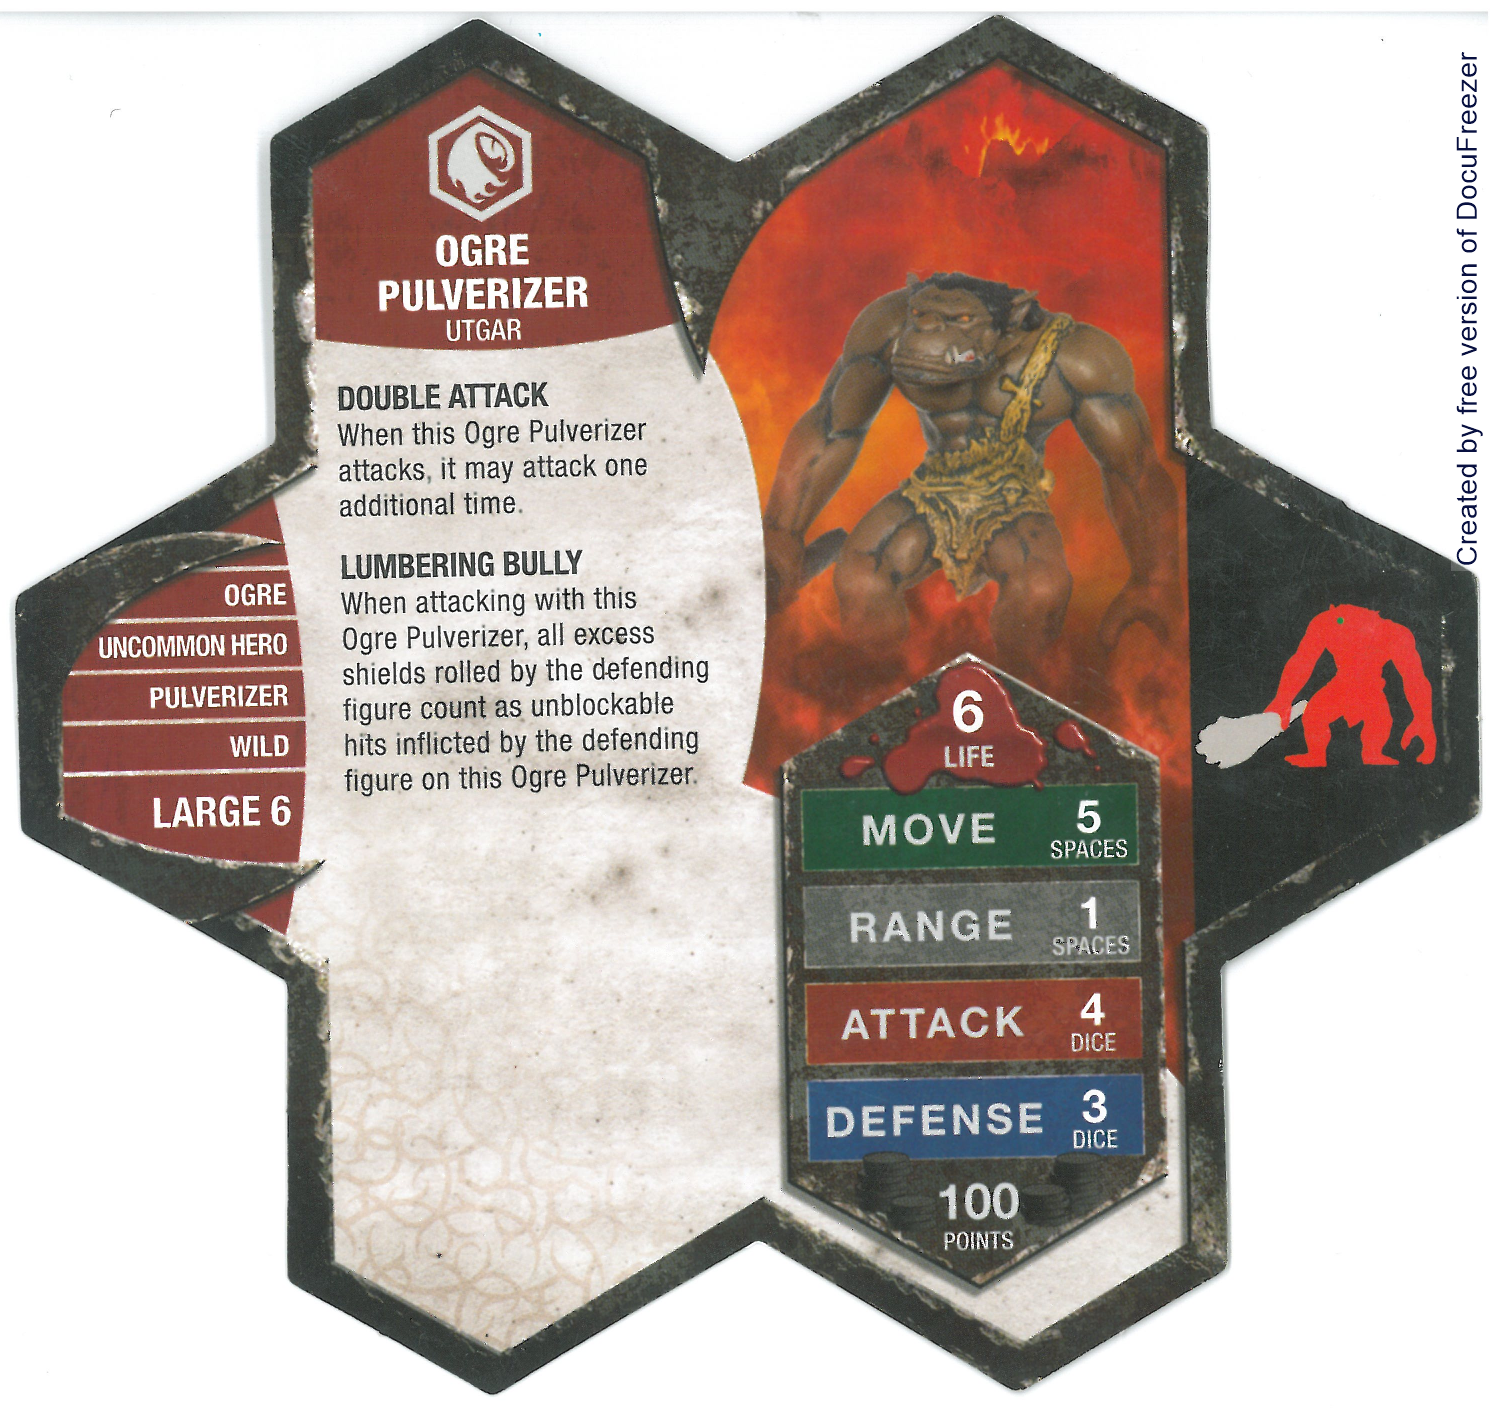 OGRE
PULVERIZER
UTGAR
DOUBLE ATTACK
When this Ogre Pulverizer
attacks, it may attack one
additional time.
LUMBERING BULLY
When attacking with this
Ogre Pulverizer, all excess
shields rolled by the defending
figure count as unblockable
hits inflicted by the defending
figure on this Ogre Pulverizer.
OGRE
UNCOMMON HERO
PULVERIZER
WILD
LARGE 6
6
LIFE
MOVE 5
SPACES
RANGE 1
SPACES
ATTACK 4
DICE
DEFENSE 3
DICE
100
POINTS
Created by free version of DocuFreezer